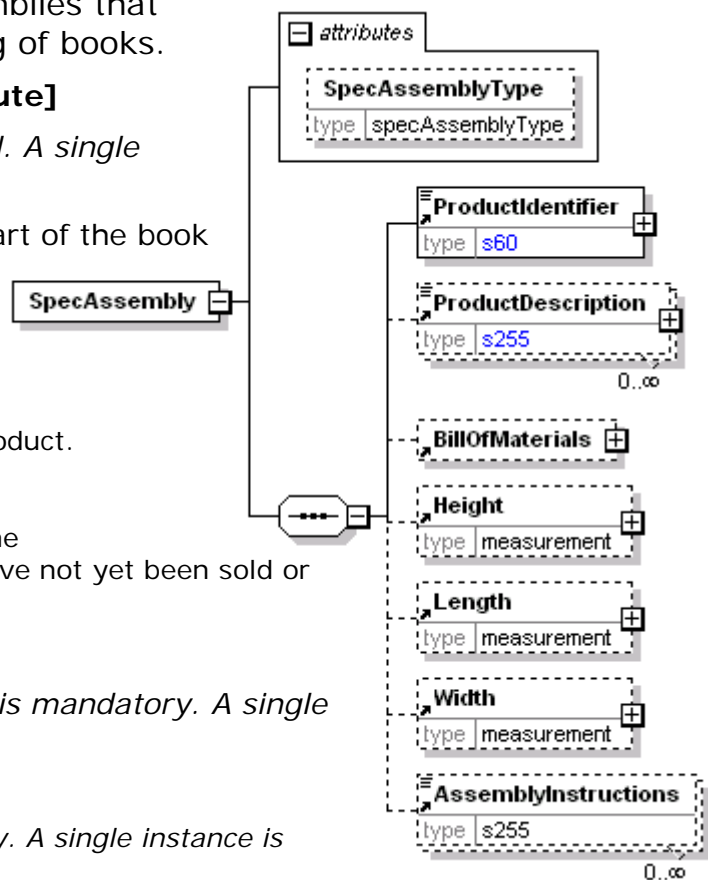 mblies that
g of books.
ute]
l. A single
art of the book
oduct.
ne
ve not yet been sold or
is mandatory. A single
y. A single instance is
SpecAssembly
attributes
SpecAssemblyType
type specAssemblyType
ProductIdentifier
type s60
ProductDescription
type s255
0..∞
BillOfMaterials
Height
type measurement
Length
type measurement
Width
type measurement
AssemblyInstructions
type s255
0..∞